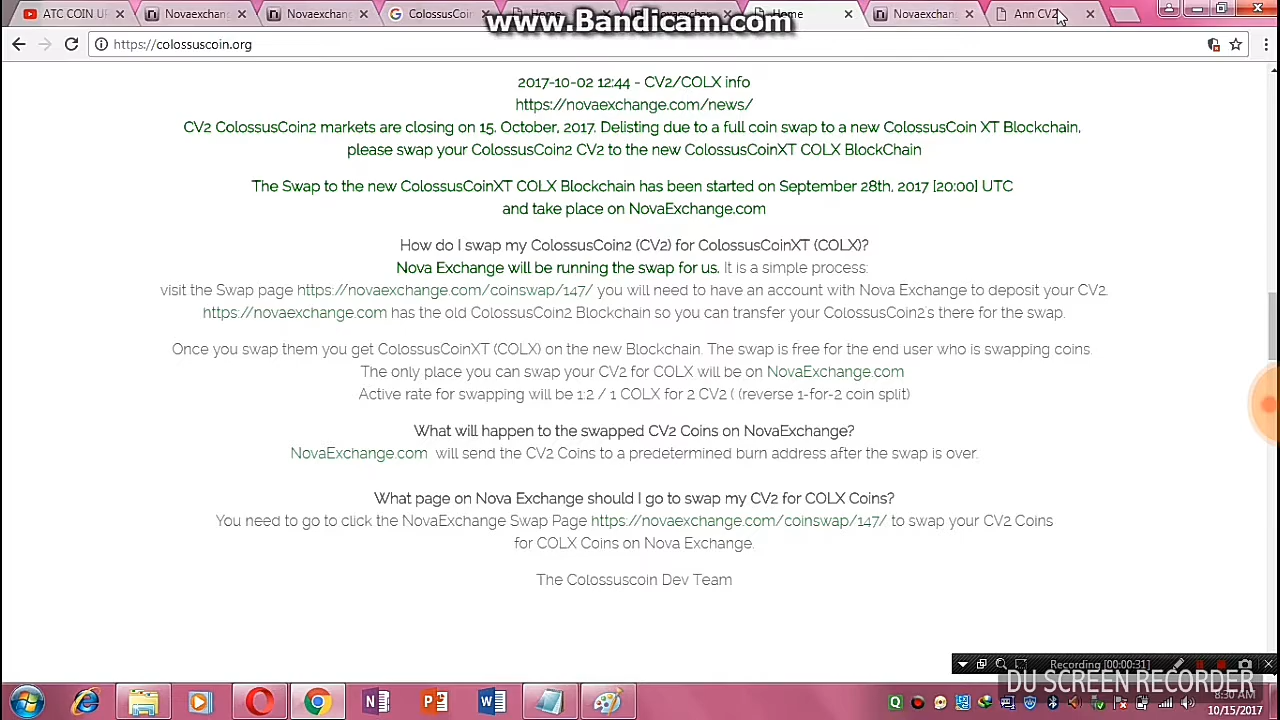 ATC COIN UP
Novaexchang
Novaexchang
ColossusCoin
Home
Novaexchang
Home
Novaexchang
Ann CV2
www.Bandicam.com
https://colossuscoin.org
2017-10-02 12:44 - CV2/COLX info
https://novaexchange.com/news/
CV2 ColossusCoin2 markets are closing on 15. October, 2017. Delisting due to a full coin swap to a new ColossusCoin XT Blockchain,
please swap your ColossusCoin2 CV2 to the new ColossusCoinXT COLX BlockChain
The Swap to the new ColossusCoinXT COLX Blockchain has been started on September 28th, 2017 [20:00] UTC
and take place on NovaExchange.com
How do I swap my ColossusCoin2 (CV2) for ColossusCoinXT (COLX)?
Nova Exchange will be running the swap for us. It is a simple process:
visit the Swap page https://novaexchange.com/coinswap/147/ you will need to have an account with Nova Exchange to deposit your CV2.
https://novaexchange.com has the old ColossusCoin2 Blockchain so you can transfer your ColossusCoin2's there for the swap.
Once you swap them you get ColossusCoinXT (COLX) on the new Blockchain. The swap is free for the end user who is swapping coins.
The only place you can swap your CV2 for COLX will be on NovaExchange.com
Active rate for swapping will be 1:2 / 1 COLX for 2 CV2 ( (reverse 1-for-2 coin split)
What will happen to the swapped CV2 Coins on NovaExchange?
NovaExchange.com will send the CV2 Coins to a predetermined burn address after the swap is over.
What page on Nova Exchange should I go to swap my CV2 for COLX Coins?
You need to go to click the NovaExchange Swap Page https://novaexchange.com/coinswap/147/ to swap your CV2 Coins
for COLX Coins on Nova Exchange.
The Colossuscoin Dev Team
Recording [00:00:31]
DU SCREEN RECORDER
8:30 AM
10/15/2017